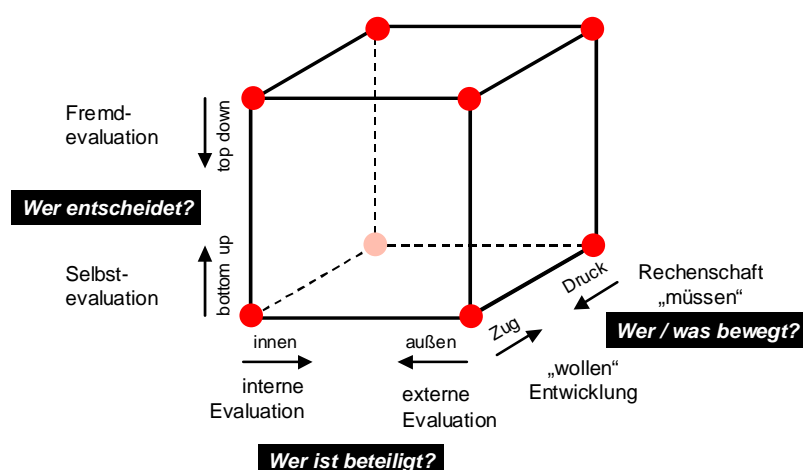 Fremd-
evaluation
top down
Wer entscheidet?
Selbst-
evaluation
bottom up
innen
interne
Evaluation
außen
externe
Evaluation
Wer ist beteiligt?
Zug
Druck
Rechenschaft
„müssen“
Wer / was bewegt?
„wollen“
Entwicklung